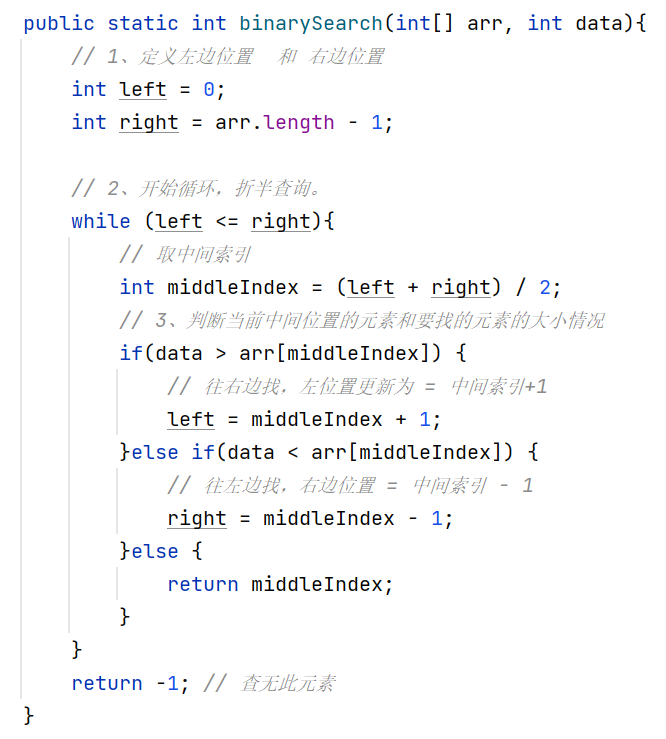 public static int binarySearch(int[] arr, int data){
    // 1、定义左边位置  和 右边位置
    int left = 0;
    int right = arr.length - 1;

    // 2、开始循环，折半查询。
    while (left <= right){
        // 取中间索引
        int middleIndex = (left + right) / 2;
        // 3、判断当前中间位置的元素和要找的元素的大小情况
        if(data > arr[middleIndex]) {
            // 往右边找，左位置更新为 = 中间索引+1
            left = middleIndex + 1;
        }else if(data < arr[middleIndex]) {
            // 往左边找，右边位置 = 中间索引 - 1
            right = middleIndex - 1;
        }else {
            return middleIndex;
        }
    }
    return -1; // 查无此元素
}